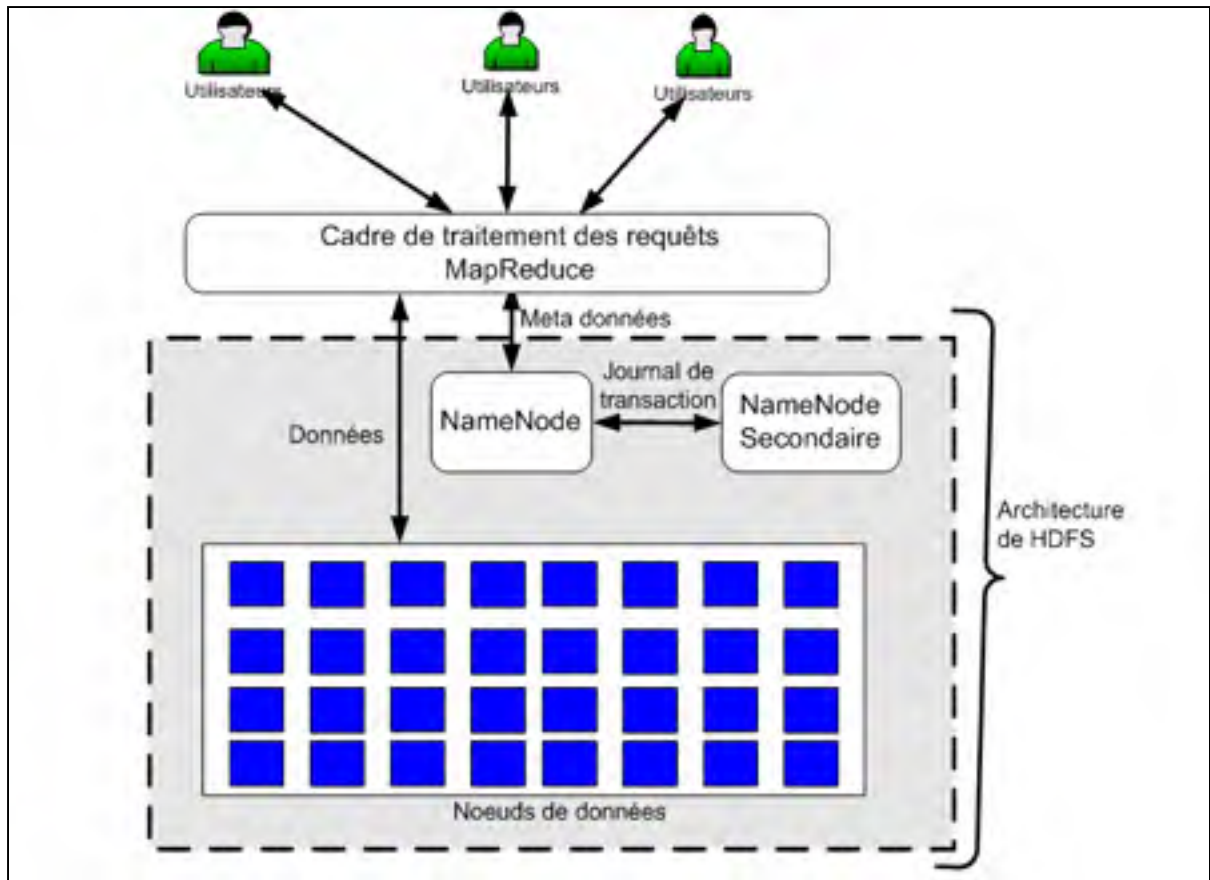 Utilisateurs
Utilisateurs
Utilisateurs
Cadre de traitement des requêts
MapReduce
Meta données
Journal de
transaction
NameNode
NameNode
Secondaire
Données
Architecture
de HDFS
Noeuds de données